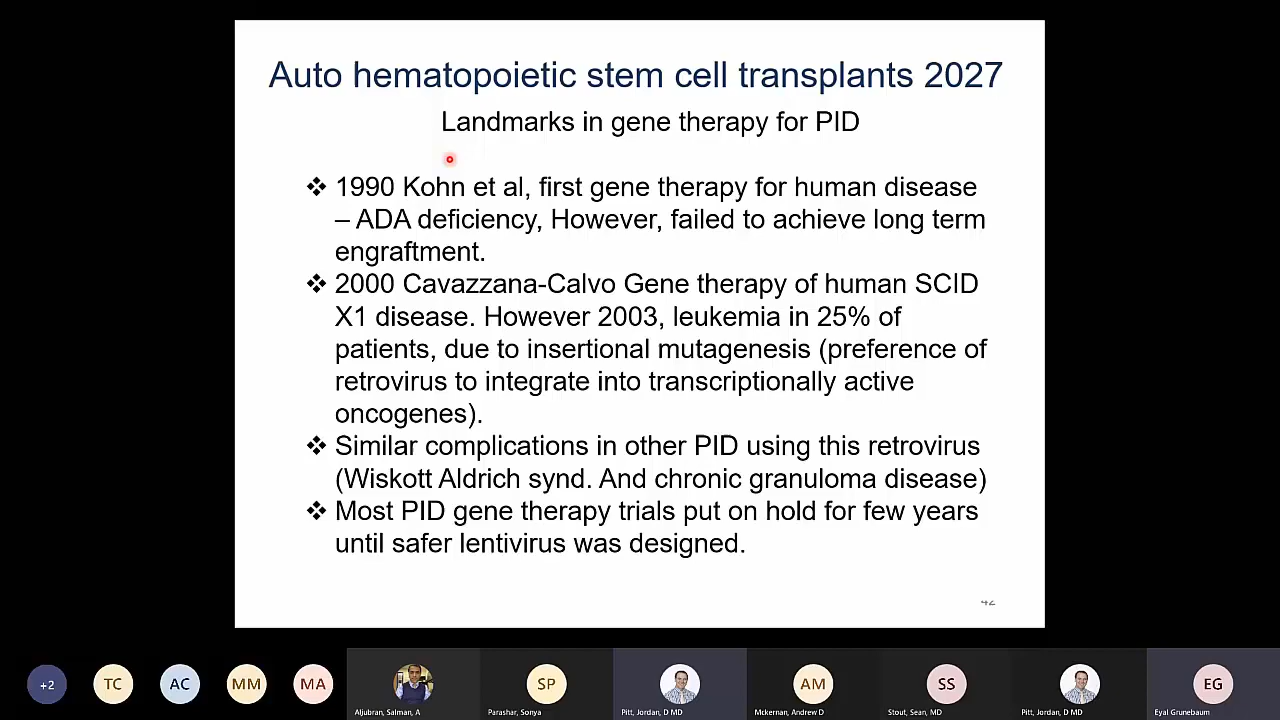 Auto hematopoietic stem cell transplants 2027
Landmarks in gene therapy for PID
❖ 1990 Kohn et al, first gene therapy for human disease
– ADA deficiency, However, failed to achieve long term
engraftment.
❖ 2000 Cavazzana-Calvo Gene therapy of human SCID
X1 disease. However 2003, leukemia in 25% of
patients, due to insertional mutagenesis (preference of
retrovirus to integrate into transcriptionally active
oncogenes).
❖ Similar complications in other PID using this retrovirus
(Wiskott Aldrich synd. And chronic granuloma disease)
❖ Most PID gene therapy trials put on hold for few years
until safer lentivirus was designed.
42
+2 TC AC MM MA SP AM SS EG
Aljubran, Salman, A Parashar, Sonya Pitt, Jordan, D MD Mckernan, Andrew D Stout, Sean, MD Pitt, Jordan, D MD Eyal Grunebaum